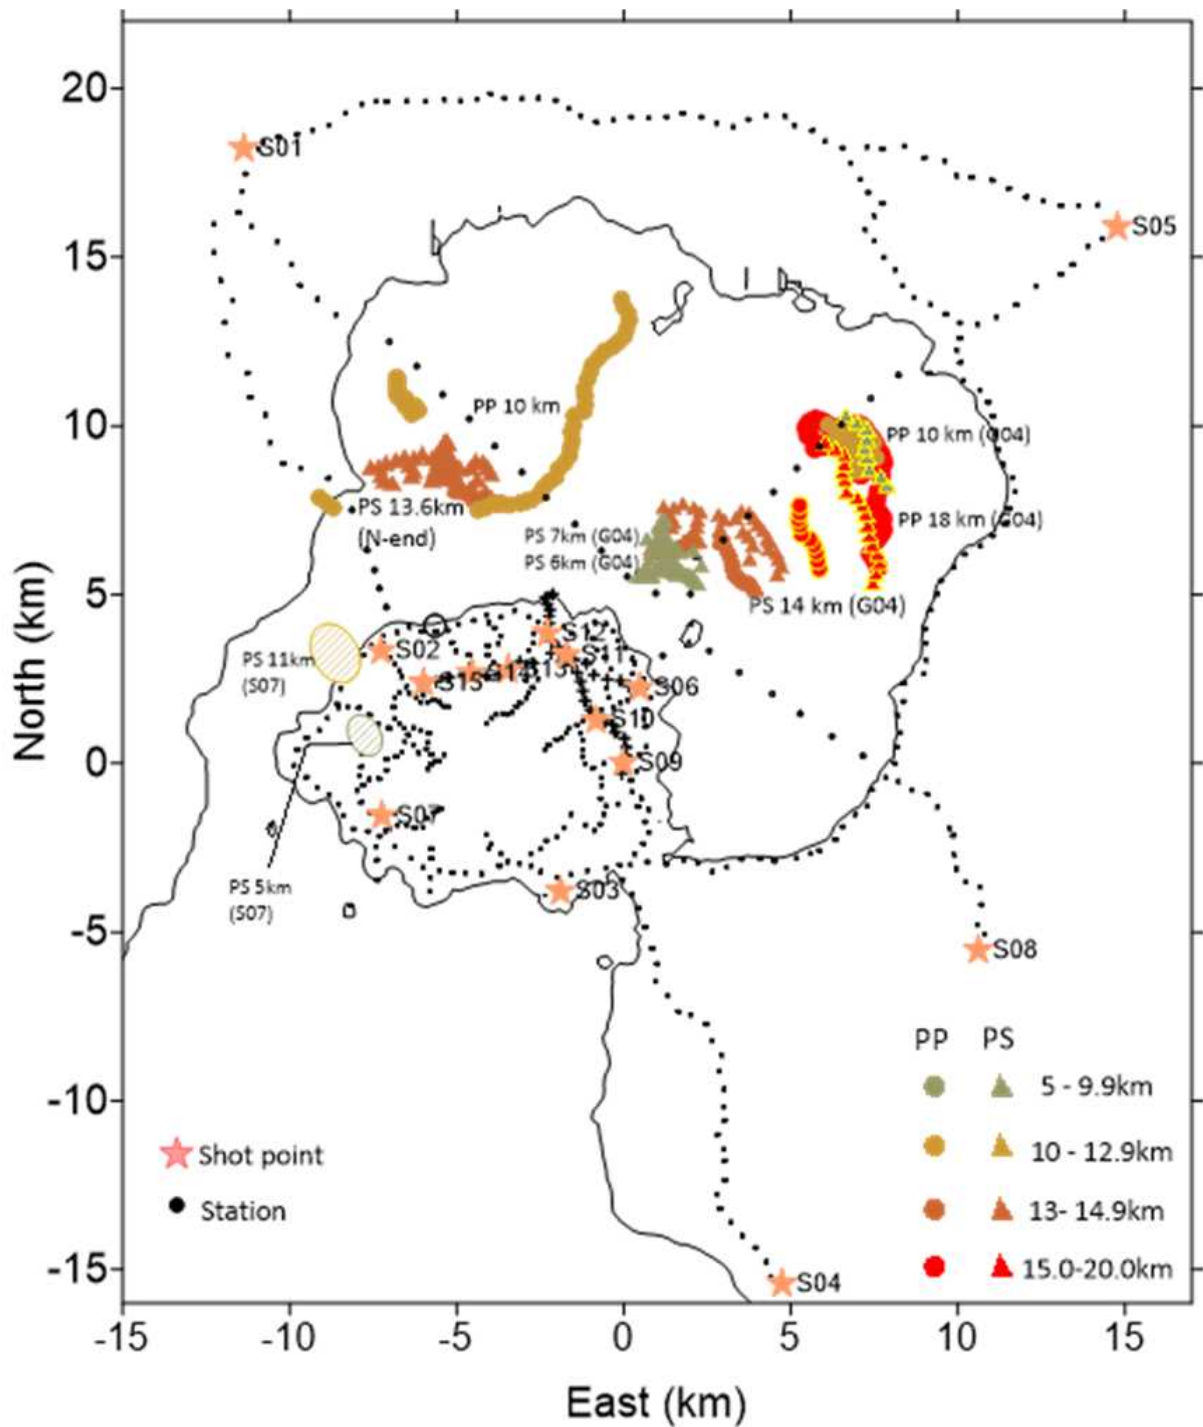 20
S01
S05
15
PP 10 km
10
PP 10 km (G04)
PS 13.6km
(N-end)
PP 18 km (G04)
PS 7km (G04)
PS 6km (G04)
North (km)
5
PS 14 km (G04)
S12
S02
S11
PS 11km
(S07)
S15
S14
S13
S06
S10
0
S09
S07
PS 5km
(S07)
S03
-5
S08
PP PS
5 - 9.9km
-10
10 - 12.9km
Shot point
Station
13- 14.9km
15.0-20.0km
-15
S04
-15 -10 -5 0 5 10 15
East (km)